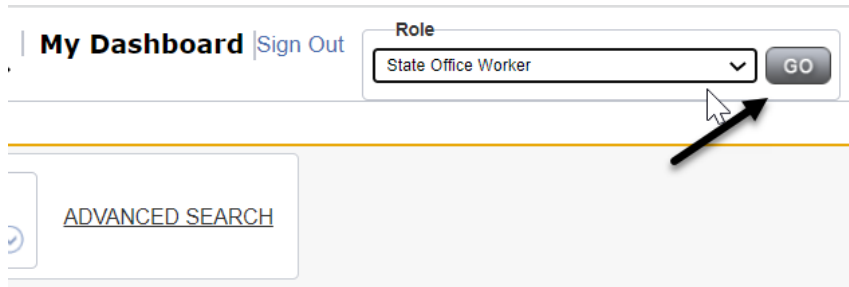 Role
My Dashboard Sign Out
State Office Worker GO
ADVANCED SEARCH